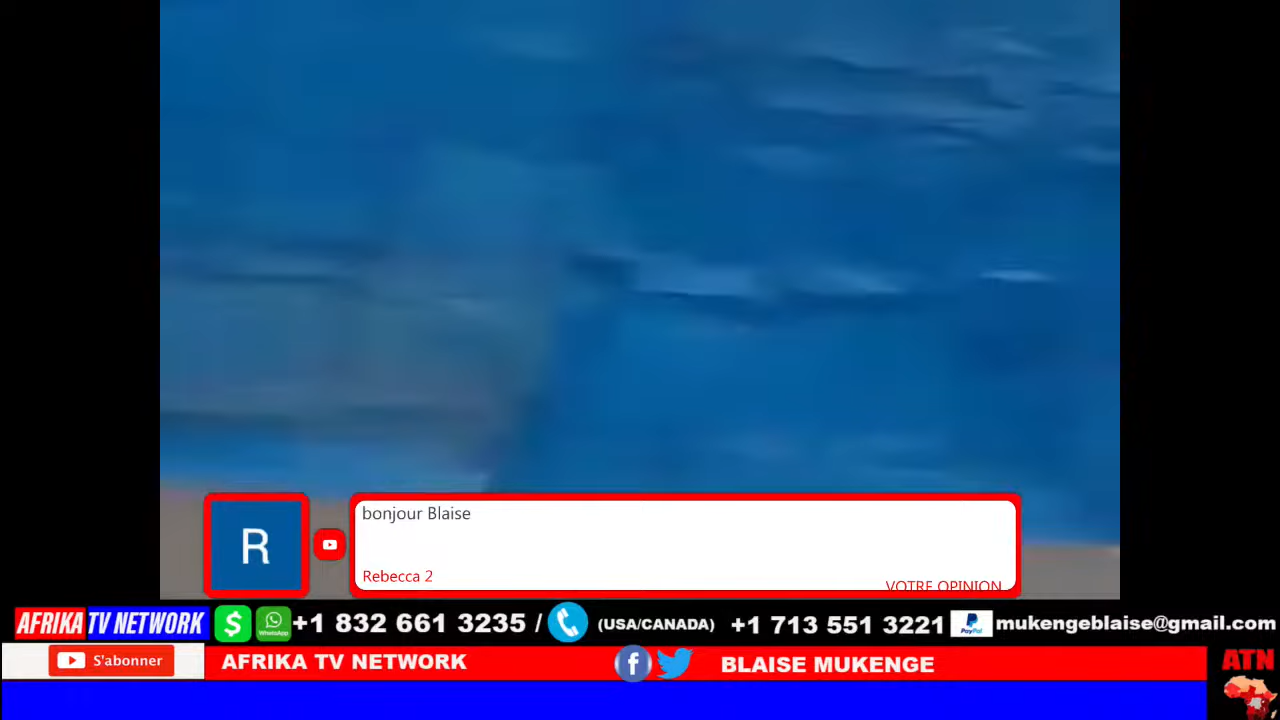 bonjour Blaise
R
Rebecca 2
VOTRE OPINION
AFRIKA TV NETWORK $ WhatsApp +1 832 661 3235 / (USA/CANADA) +1 713 551 3221 PayPal mukengeblaise@gmail.com
S'abonner AFRIKA TV NETWORK f BLAISE MUKENGE ATN